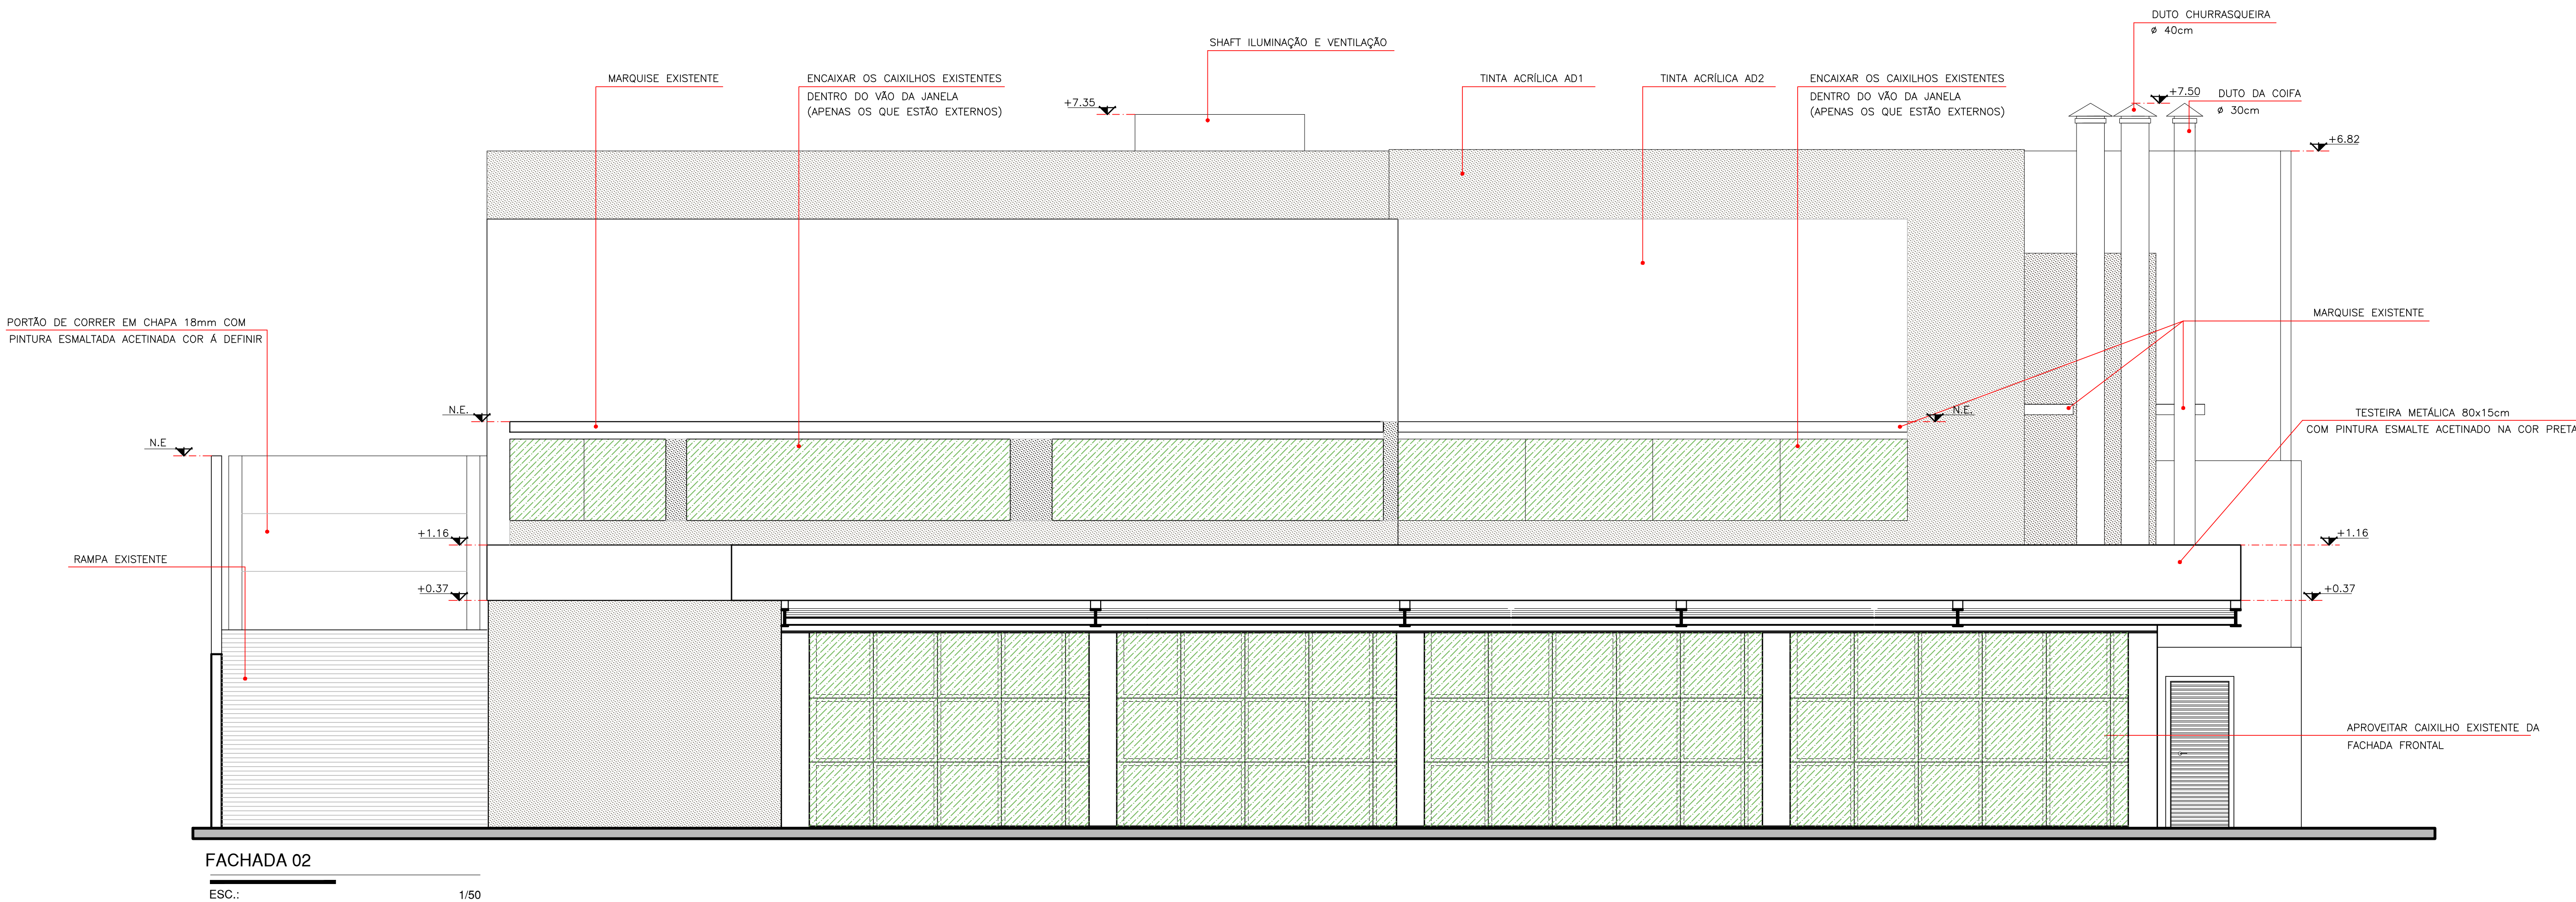 DUTO CHURRASQUEIRA
ø 40cm
SHAFT ILUMINAÇÃO E VENTILAÇÃO
MARQUISE EXISTENTE
ENCAIXAR OS CAIXILHOS EXISTENTES
DENTRO DO VÃO DA JANELA
(APENAS OS QUE ESTÃO EXTERNOS)
TINTA ACRÍLICA AD1
TINTA ACRÍLICA AD2
ENCAIXAR OS CAIXILHOS EXISTENTES
DENTRO DO VÃO DA JANELA
(APENAS OS QUE ESTÃO EXTERNOS)
+7.35
+7.50
DUTO DA COIFA
ø 30cm
+6.82
PORTÃO DE CORRER EM CHAPA 18mm COM
PINTURA ESMALTADA ACETINADA COR Á DEFINIR
MARQUISE EXISTENTE
N.E.
N.E.
TESTEIRA METÁLICA 80x15cm
COM PINTURA ESMALTE ACETINADO NA COR PRETA
N.E
+1.16
+1.16
RAMPA EXISTENTE
+0.37
+0.37
APROVEITAR CAIXILHO EXISTENTE DA
FACHADA FRONTAL
FACHADA 02
ESC.: 1/50